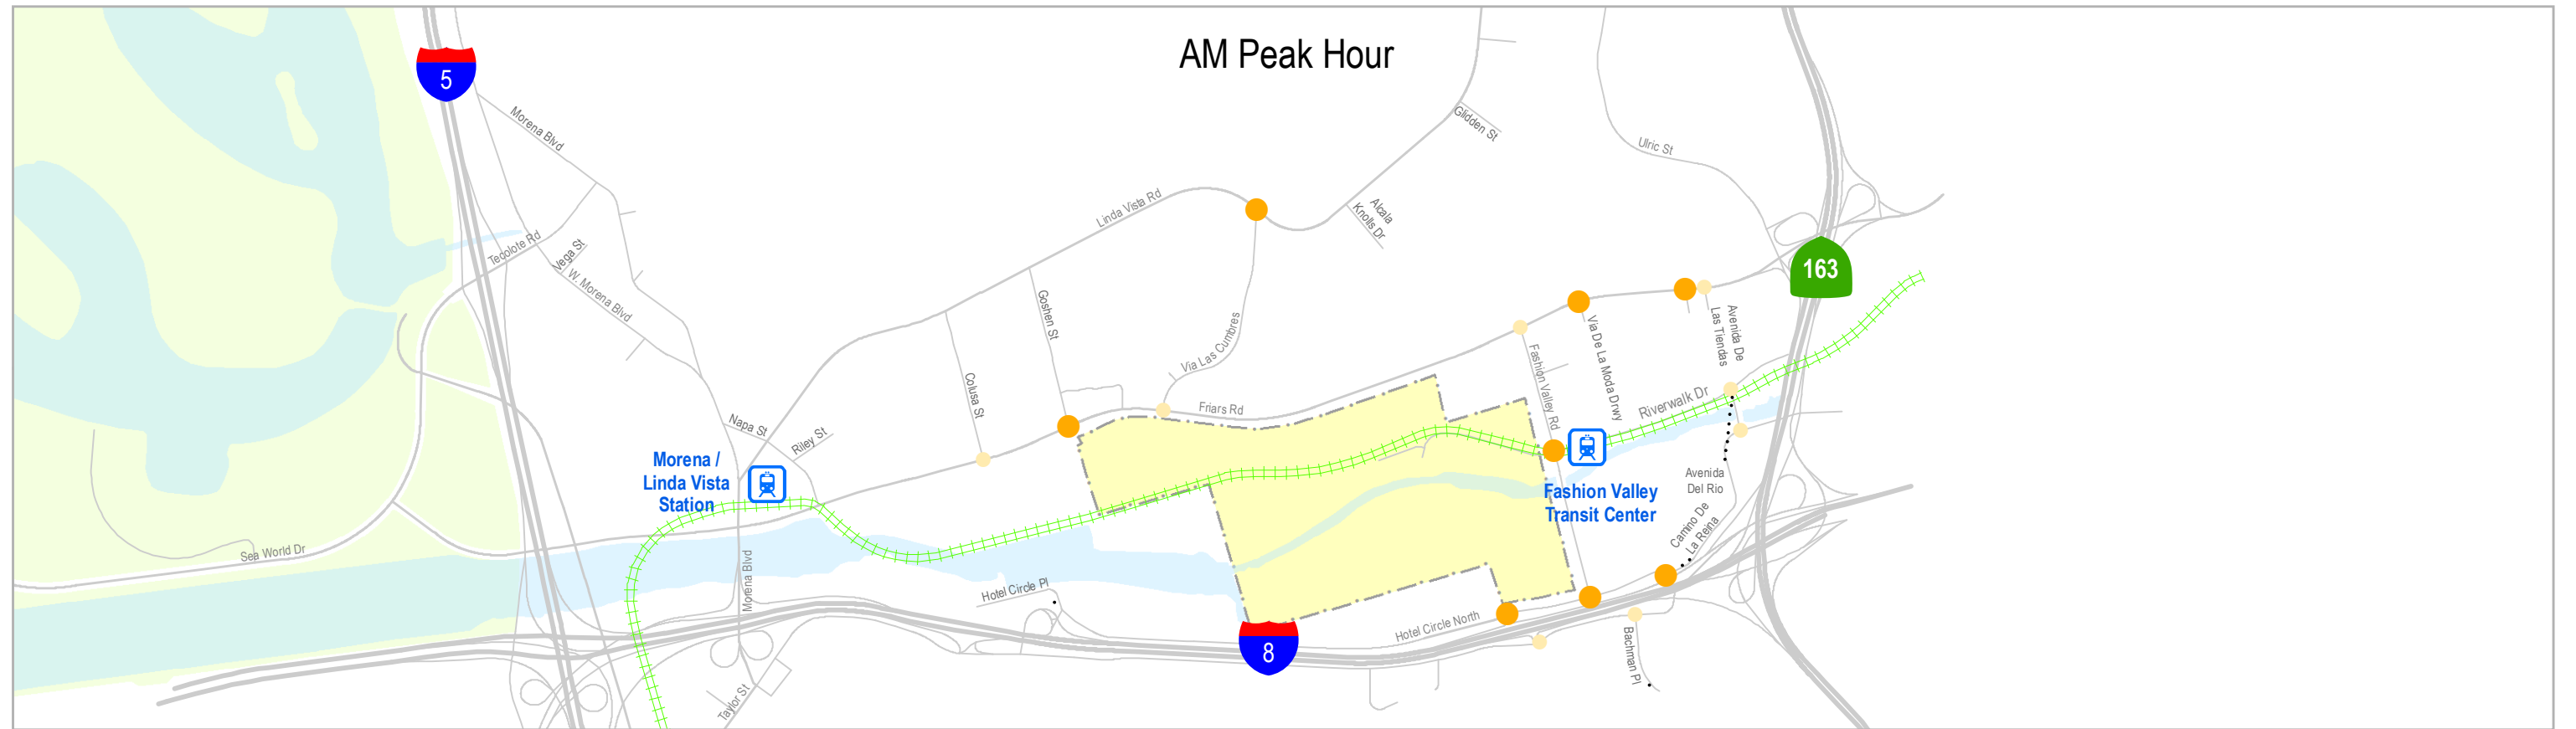 AM Peak Hour
5
Morena Blvd
Glidden St
Ulric St
Linda Vista Rd
Alcala
Knolls Dr
Tecolote Rd
Vega St
W. Morena Blvd
163
Goshen St
Via Las Cumbres
Avenida De
Las Tiendas
Via De La Moda Drwy
Fashion Valley Rd
Colusa St
Friars Rd
Riverwalk Dr
Napa St
Riley St
Morena /
Linda Vista
Station
Avenida
Del Rio
Fashion Valley
Transit Center
Camino De
La Reina
Sea World Dr
Morena Blvd
Hotel Circle Pl
Hotel Circle North
8
Bachman Pl
Taylor St